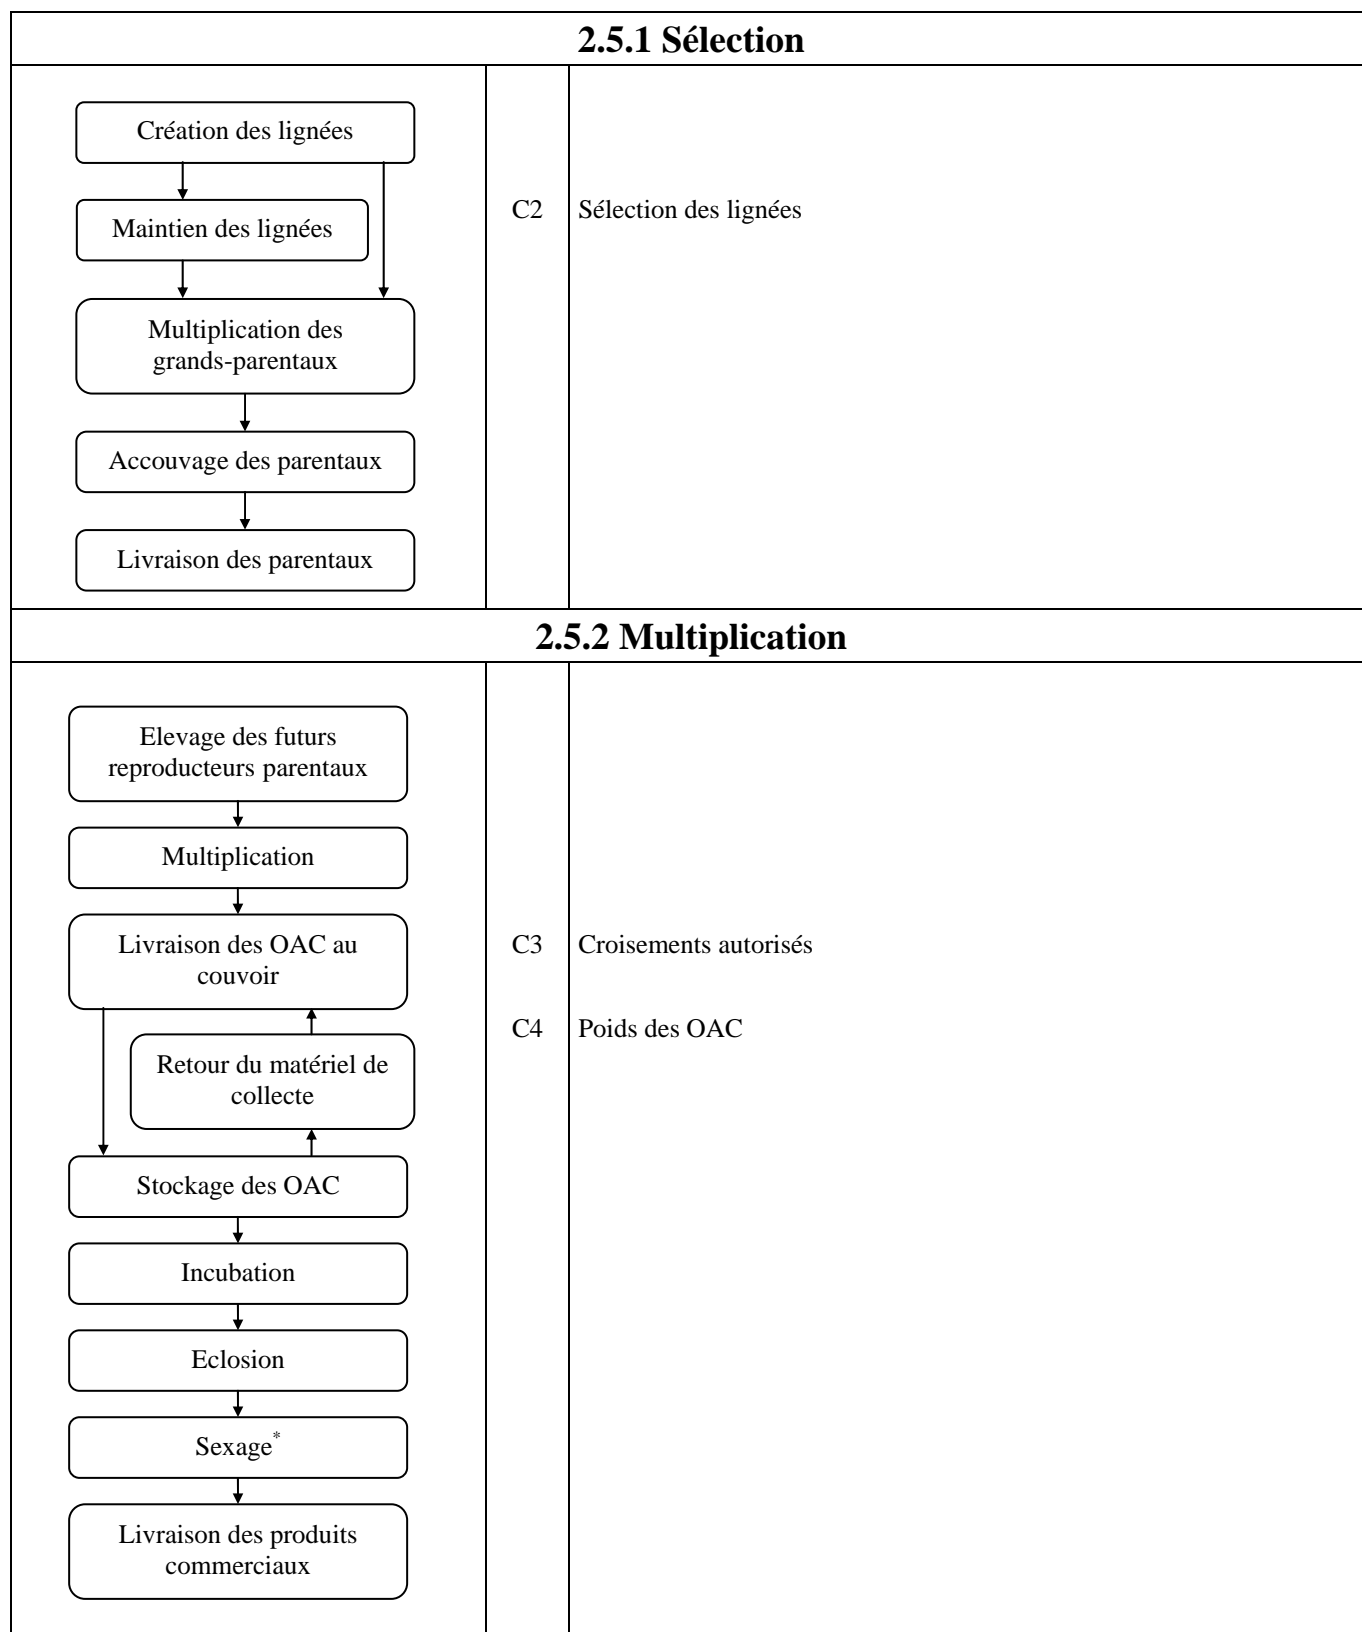 2.5.1 Sélection
Création des lignées
Maintien des lignées
C2 Sélection des lignées
Multiplication des
grands-parentaux
Accouvage des parentaux
Livraison des parentaux
2.5.2 Multiplication
Elevage des futurs
reproducteurs parentaux
Multiplication
Livraison des OAC au
couvoir
C3 Croisements autorisés
C4 Poids des OAC
Retour du matériel de
collecte
Stockage des OAC
Incubation
Eclosion
Sexage*
Livraison des produits
commerciaux